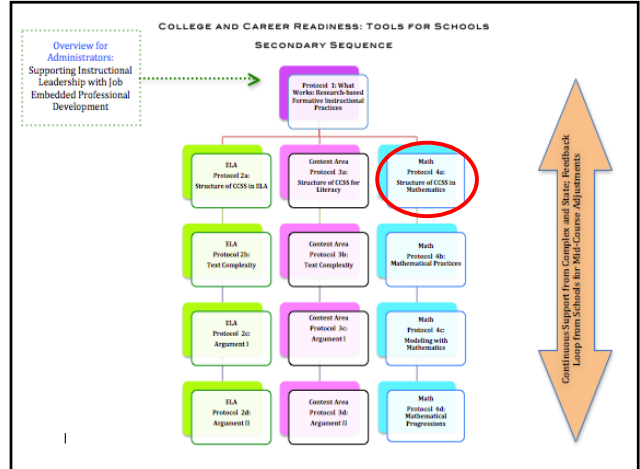 COLLEGE AND CAREER READINESS: TOOLS FOR SCHOOLS
SECONDARY SEQUENCE
Overview for
Administrators:
Supporting Instructional
Leadership with Job
Embedded Professional
Development
Protocol 1: What
Works: Research-based
Formative Instructional
Practices
ELA
Protocol 2a:
Structure of CCSS in ELA
Content Area
Protocol 3a:
Structure of CCSS for
Literacy
Math
Protocol 4a:
Structure of CCSS in
Mathematics
ELA
Protocol 2b:
Text Complexity
Content Area
Protocol 3b:
Text Complexity
Math
Protocol 4b:
Mathematical Practices
ELA
Protocol 2c:
Argument I
Content Area
Protocol 3c:
Argument I
Math
Protocol 4c:
Modeling with
Mathematics
ELA
Protocol 2d:
Argument II
Content Area
Protocol 3d:
Argument II
Math
Protocol 4d:
Mathematical
Progressions
Continuous Support from Complex and State; Feedback
Loop from Schools for Mid-Course Adjustments